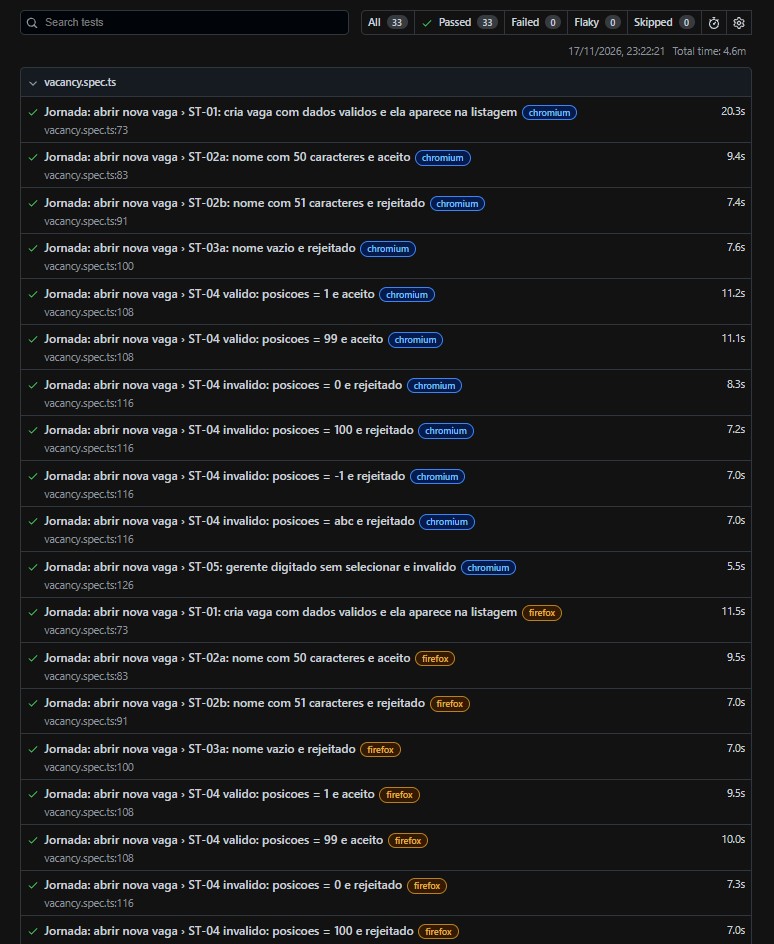 Search tests
All 33 Passed 33 Failed 0 Flaky 0 Skipped 0
17/11/2026, 23:22:21 Total time: 4.6m
vacancy.spec.ts
Jornada: abrir nova vaga › ST-01: cria vaga com dados validos e ela aparece na listagem chromium 20.3s
vacancy.spec.ts:73
Jornada: abrir nova vaga › ST-02a: nome com 50 caracteres e aceito chromium 9.4s
vacancy.spec.ts:83
Jornada: abrir nova vaga › ST-02b: nome com 51 caracteres e rejeitado chromium 7.4s
vacancy.spec.ts:91
Jornada: abrir nova vaga › ST-03a: nome vazio e rejeitado chromium 7.6s
vacancy.spec.ts:100
Jornada: abrir nova vaga › ST-04 valido: posicoes = 1 e aceito chromium 11.2s
vacancy.spec.ts:108
Jornada: abrir nova vaga › ST-04 valido: posicoes = 99 e aceito chromium 11.1s
vacancy.spec.ts:108
Jornada: abrir nova vaga › ST-04 invalido: posicoes = 0 e rejeitado chromium 8.3s
vacancy.spec.ts:116
Jornada: abrir nova vaga › ST-04 invalido: posicoes = 100 e rejeitado chromium 7.2s
vacancy.spec.ts:116
Jornada: abrir nova vaga › ST-04 invalido: posicoes = -1 e rejeitado chromium 7.0s
vacancy.spec.ts:116
Jornada: abrir nova vaga › ST-04 invalido: posicoes = abc e rejeitado chromium 7.0s
vacancy.spec.ts:116
Jornada: abrir nova vaga › ST-05: gerente digitado sem selecionar e invalido chromium 5.5s
vacancy.spec.ts:126
Jornada: abrir nova vaga › ST-01: cria vaga com dados validos e ela aparece na listagem firefox 11.5s
vacancy.spec.ts:73
Jornada: abrir nova vaga › ST-02a: nome com 50 caracteres e aceito firefox 9.5s
vacancy.spec.ts:83
Jornada: abrir nova vaga › ST-02b: nome com 51 caracteres e rejeitado firefox 7.0s
vacancy.spec.ts:91
Jornada: abrir nova vaga › ST-03a: nome vazio e rejeitado firefox 7.0s
vacancy.spec.ts:100
Jornada: abrir nova vaga › ST-04 valido: posicoes = 1 e aceito firefox 9.5s
vacancy.spec.ts:108
Jornada: abrir nova vaga › ST-04 valido: posicoes = 99 e aceito firefox 10.0s
vacancy.spec.ts:108
Jornada: abrir nova vaga › ST-04 invalido: posicoes = 0 e rejeitado firefox 7.3s
vacancy.spec.ts:116
Jornada: abrir nova vaga › ST-04 invalido: posicoes = 100 e rejeitado firefox 7.0s